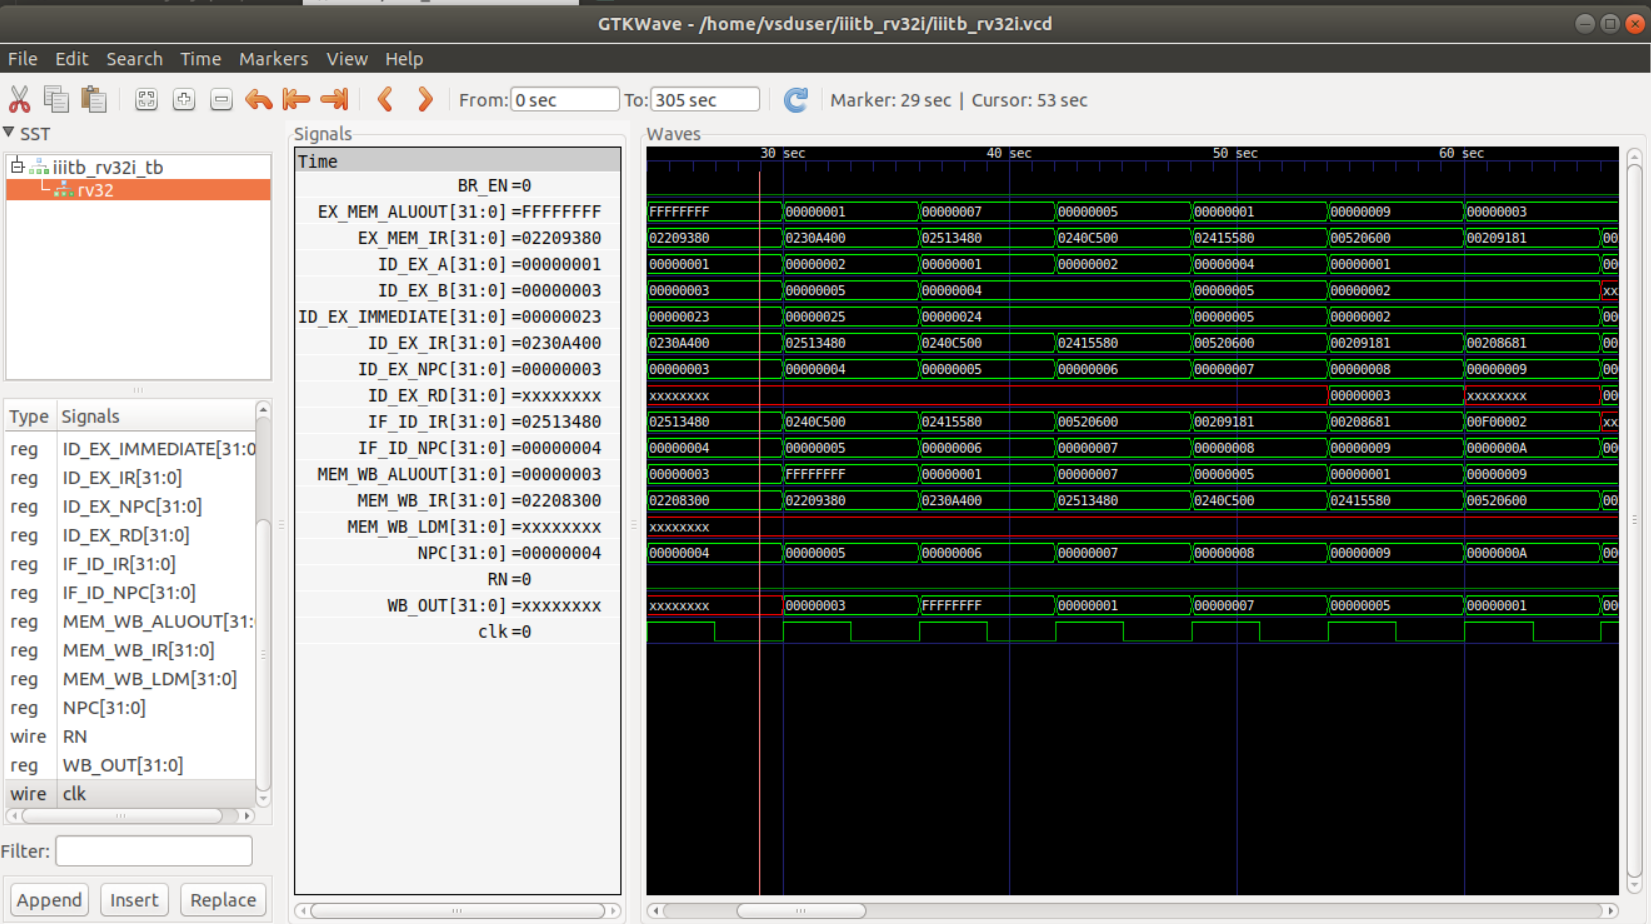 GTKWave - /home/vsduser/iiitb_rv32i/iiitb_rv32i.vcd
File Edit Search Time Markers View Help
From: 0 sec To: 305 sec Marker: 29 sec | Cursor: 53 sec
SST
iiitb_rv32i_tb
rv32
Type Signals
reg ID_EX_IMMEDIATE[31:0
reg ID_EX_IR[31:0]
reg ID_EX_NPC[31:0]
reg ID_EX_RD[31:0]
reg IF_ID_IR[31:0]
reg IF_ID_NPC[31:0]
reg MEM_WB_ALUOUT[31:
reg MEM_WB_IR[31:0]
reg MEM_WB_LDM[31:0]
reg NPC[31:0]
wire RN
reg WB_OUT[31:0]
wire clk
Filter:
Append Insert Replace
Signals
Time
BR_EN=0
EX_MEM_ALUOUT[31:0]=FFFFFFFF
EX_MEM_IR[31:0]=02209380
ID_EX_A[31:0]=00000001
ID_EX_B[31:0]=00000003
ID_EX_IMMEDIATE[31:0]=00000023
ID_EX_IR[31:0]=0230A400
ID_EX_NPC[31:0]=00000003
ID_EX_RD[31:0]=xxxxxxxx
IF_ID_IR[31:0]=02513480
IF_ID_NPC[31:0]=00000004
MEM_WB_ALUOUT[31:0]=00000003
MEM_WB_IR[31:0]=02208300
MEM_WB_LDM[31:0]=xxxxxxxx
NPC[31:0]=00000004
RN=0
WB_OUT[31:0]=xxxxxxxx
clk=0
Waves
30 sec 40 sec 50 sec 60 sec
FFFFFFFF 00000001 00000007 00000005 00000001 00000009 00000003
02209380 0230A400 02513480 0240C500 02415580 00520600 00209181 00
00000001 00000002 00000001 00000002 00000004 00000001 00
00000003 00000005 00000004 00000005 00000002 xx
00000023 00000025 00000024 00000005 00000002 00
0230A400 02513480 0240C500 02415580 00520600 00209181 00208681 00
00000003 00000004 00000005 00000006 00000007 00000008 00000009 00
xxxxxxxx 00000003 xxxxxxxx 00
02513480 0240C500 02415580 00520600 00209181 00208681 00F00002 xx
00000004 00000005 00000006 00000007 00000008 00000009 0000000A 00
00000003 FFFFFFFF 00000001 00000007 00000005 00000001 00000009
02208300 02209380 0230A400 02513480 0240C500 02415580 00520600 00
xxxxxxxx
00000004 00000005 00000006 00000007 00000008 00000009 0000000A 00
xxxxxxxx 00000003 FFFFFFFF 00000001 00000007 00000005 00000001 00